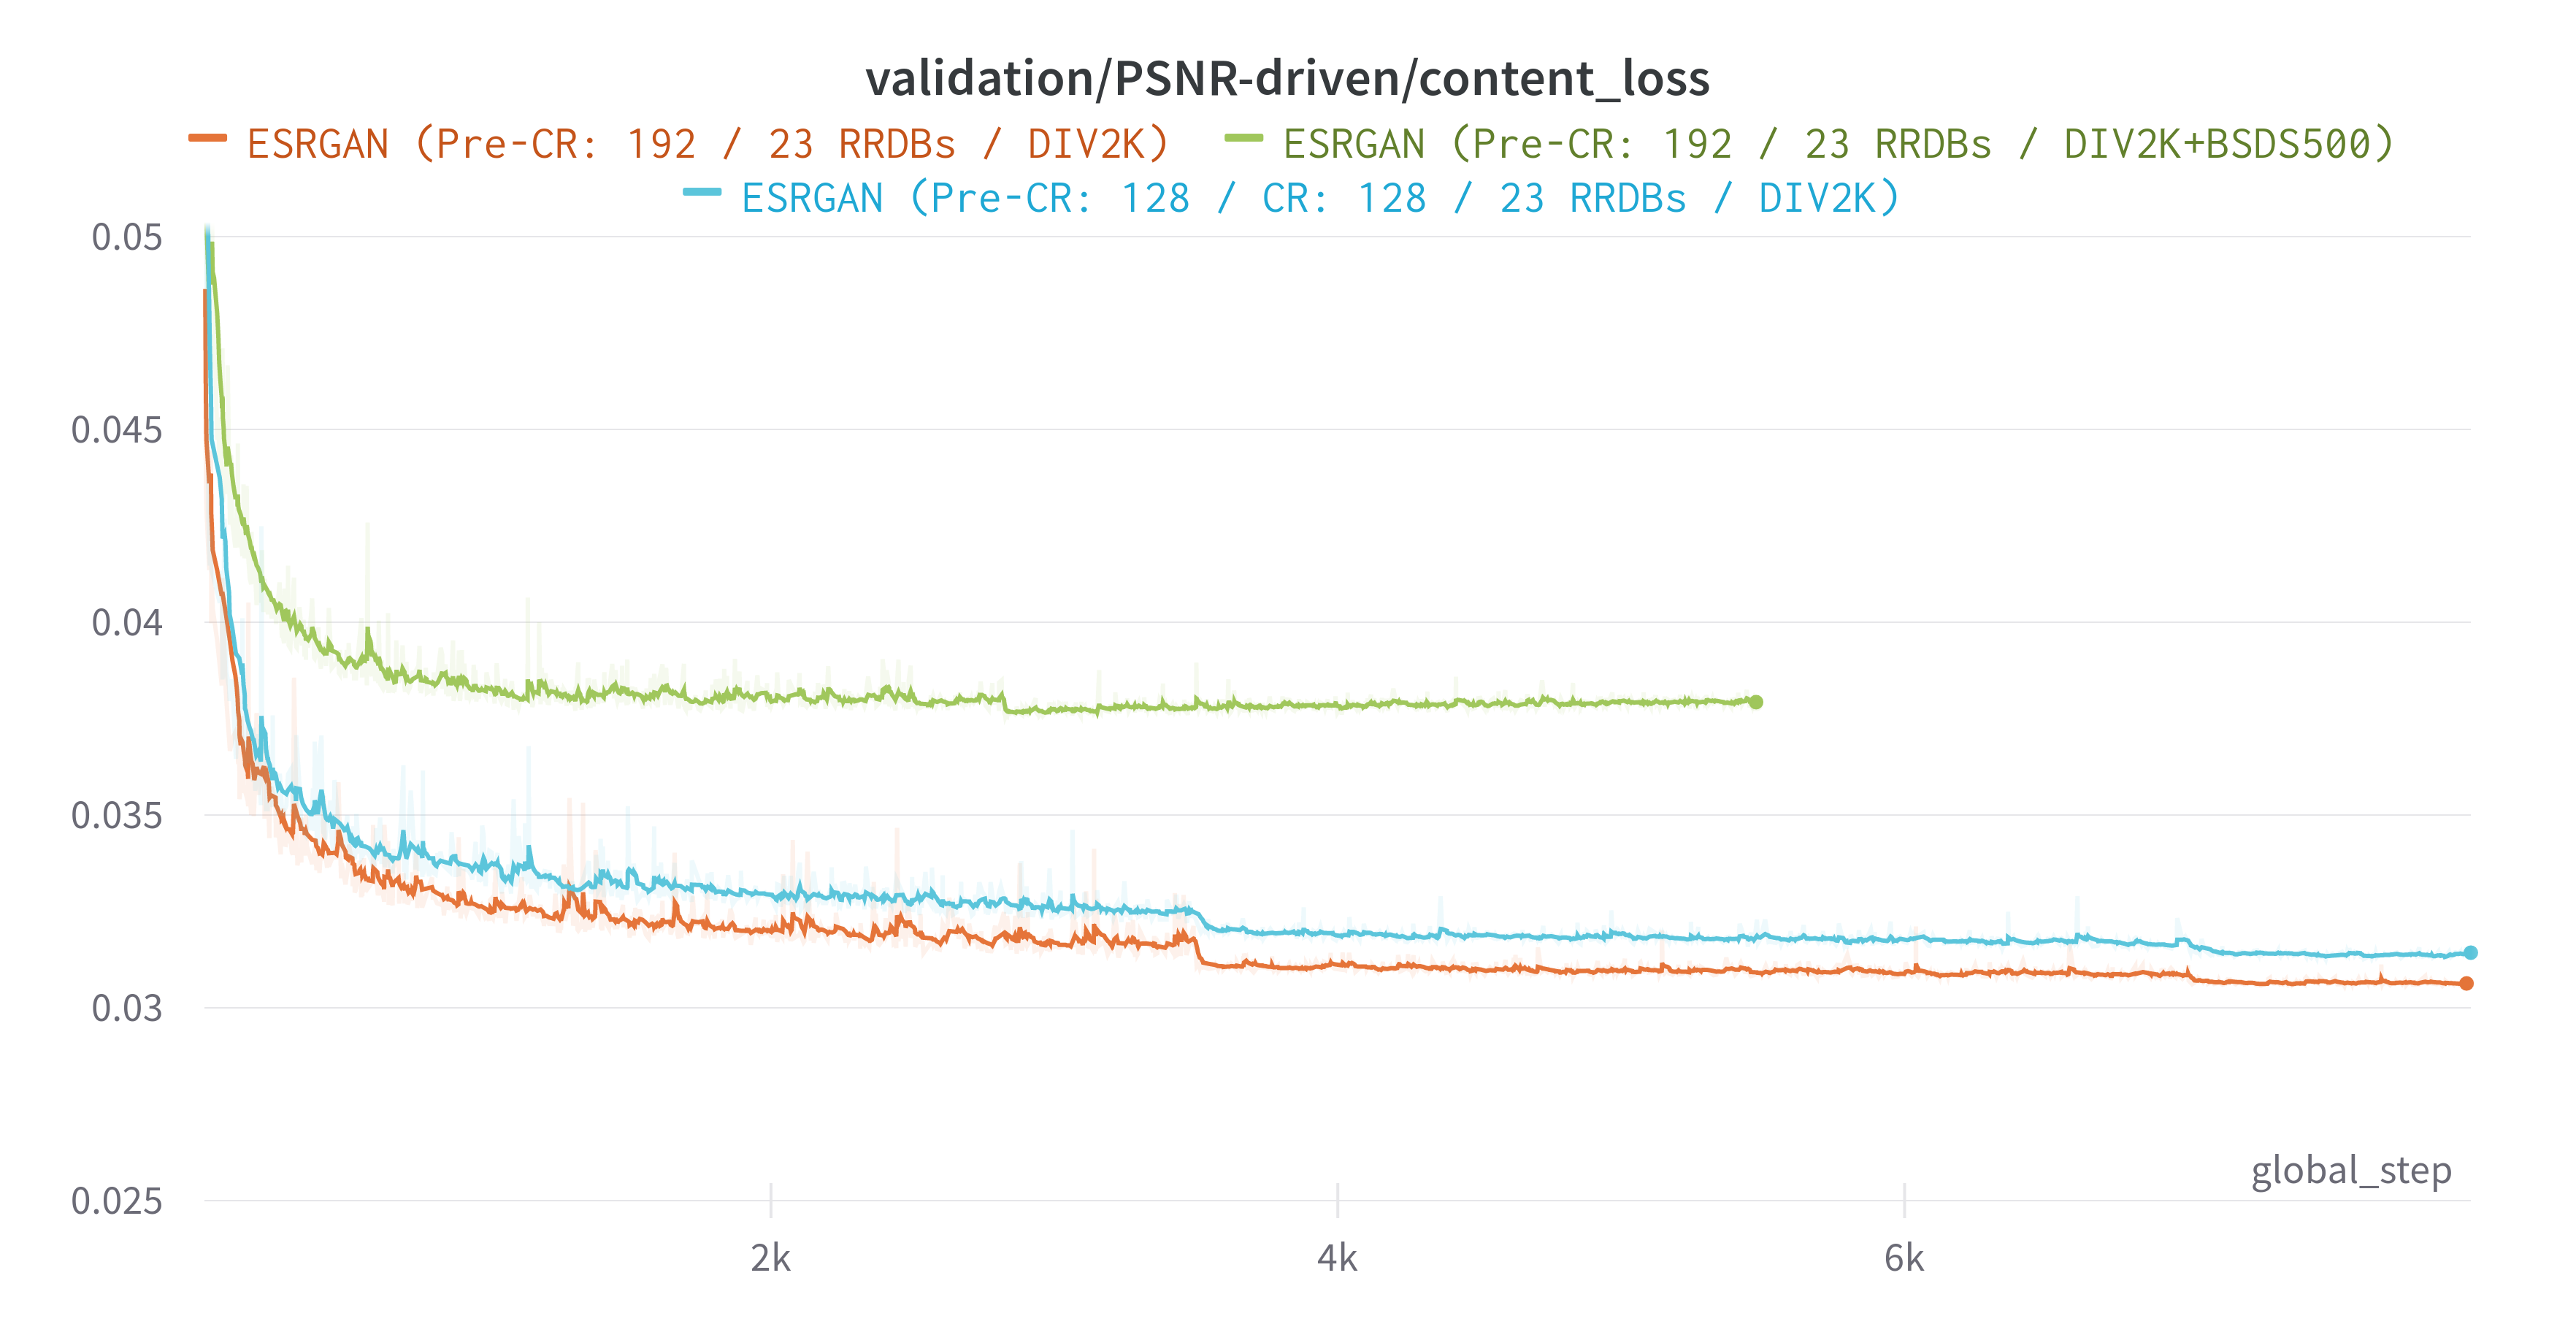 validation/PSNR-driven/content_loss
ESRGAN (Pre-CR: 192 / 23 RRDBs / DIV2K) ESRGAN (Pre-CR: 192 / 23 RRDBs / DIV2K+BSDS500)
ESRGAN (Pre-CR: 128 / CR: 128 / 23 RRDBs / DIV2K)
0.05
0.045
0.04
0.035
0.03
global_step
0.025
2k 4k 6k